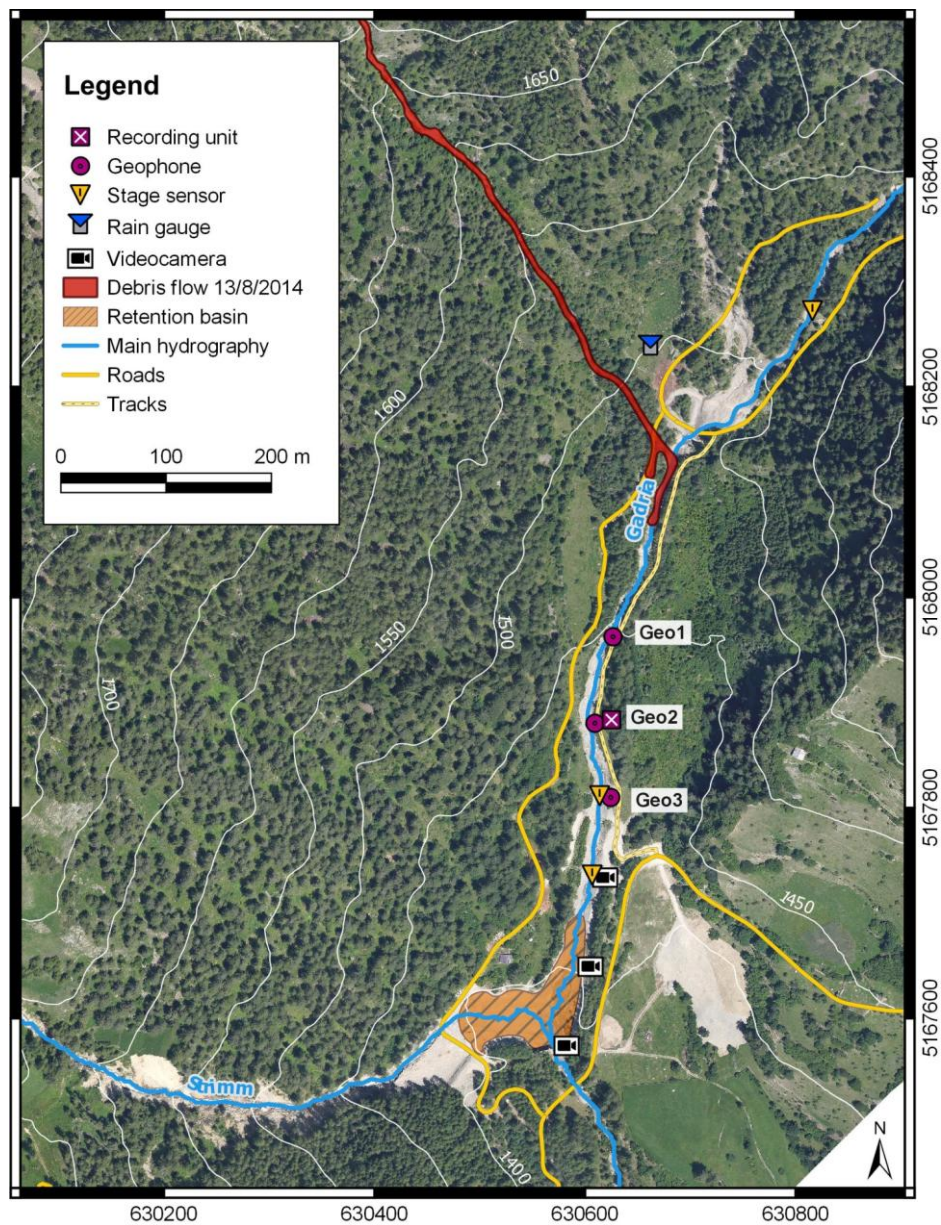 Legend
Recording unit
Geophone
Stage sensor
Rain gauge
Videocamera
Debris flow 13/8/2014
Retention basin
Main hydrography
Roads
Tracks
0 100 200 m
1650
1600
1550
1500
1700
1450
1400
Gadria
Geo1
Geo2
Geo3
Strimm
N
5168400
5168200
5168000
5167800
5167600
630200 630400 630600 630800